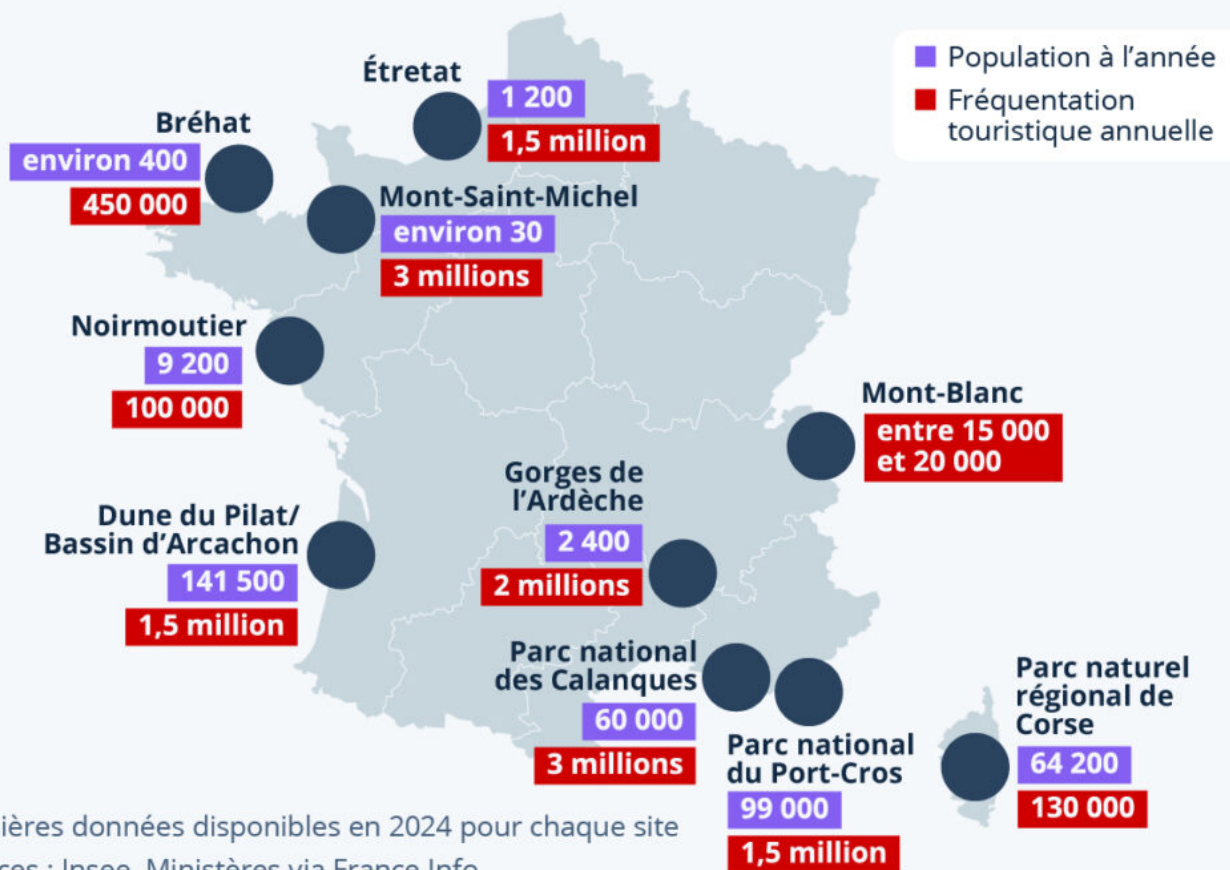 Population à l'année
Fréquentation
touristique annuelle
Étretat
1 200
1,5 million
Bréhat
environ 400
450 000
Mont-Saint-Michel
environ 30
3 millions
Noirmoutier
9 200
100 000
Mont-Blanc
entre 15 000
et 20 000
Gorges de
l'Ardèche
2 400
2 millions
Dune du Pilat/
Bassin d'Arcachon
141 500
1,5 million
Parc national
des Calanques
60 000
3 millions
Parc national
du Port-Cros
99 000
1,5 million
Parc naturel
régional de
Corse
64 200
130 000
données disponibles en 2024 pour chaque site
: Insee, Ministères via France Info